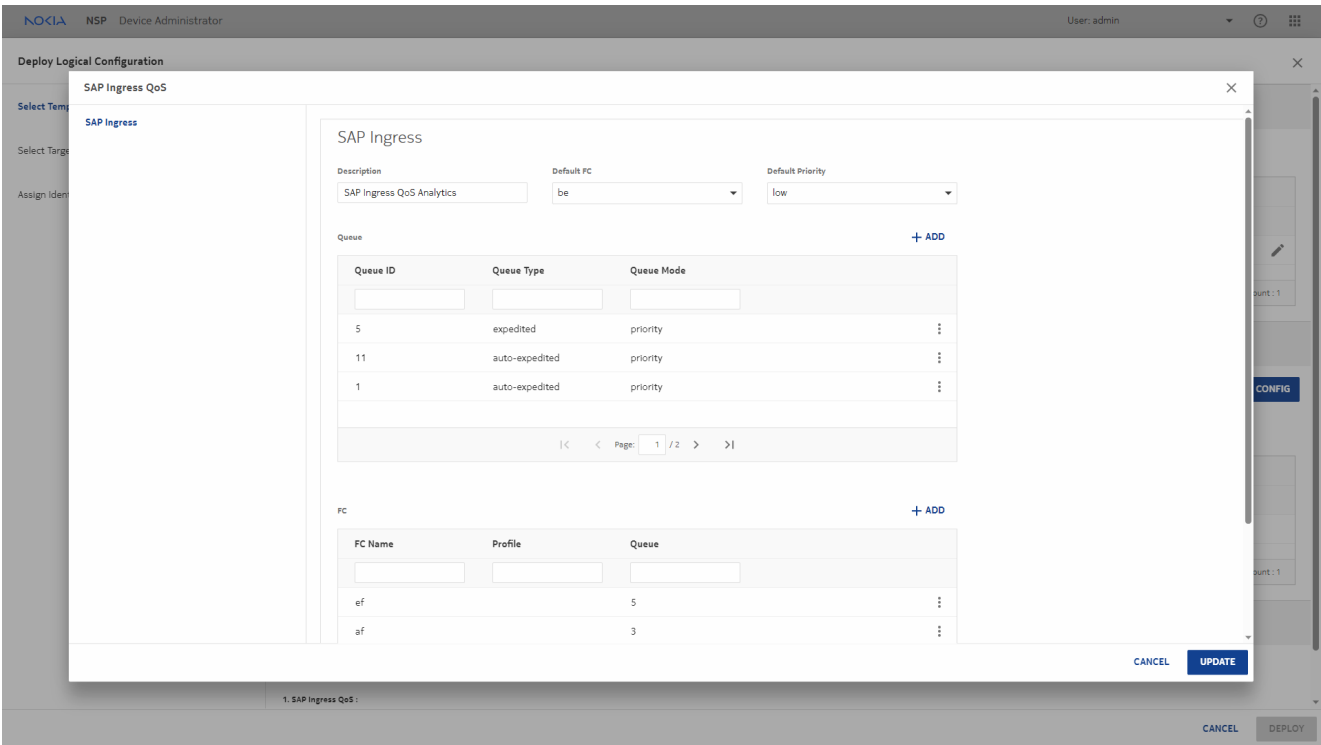 NOKIA NSP Device Administrator User: admin
Deploy Logical Configuration
SAP Ingress QoS
Select Temp
SAP Ingress
Select Targe
Assign Iden
SAP Ingress
Description Default FC Default Priority
SAP Ingress QoS Analytics be low
Queue + ADD
Queue ID Queue Type Queue Mode
5 expedited priority
11 auto-expedited priority
1 auto-expedited priority
ount : 1
CONFIG
Page: 1 / 2
FC + ADD
FC Name Profile Queue
ount : 1
ef 5
af 3
CANCEL UPDATE
1. SAP Ingress QoS :
CANCEL DEPLOY